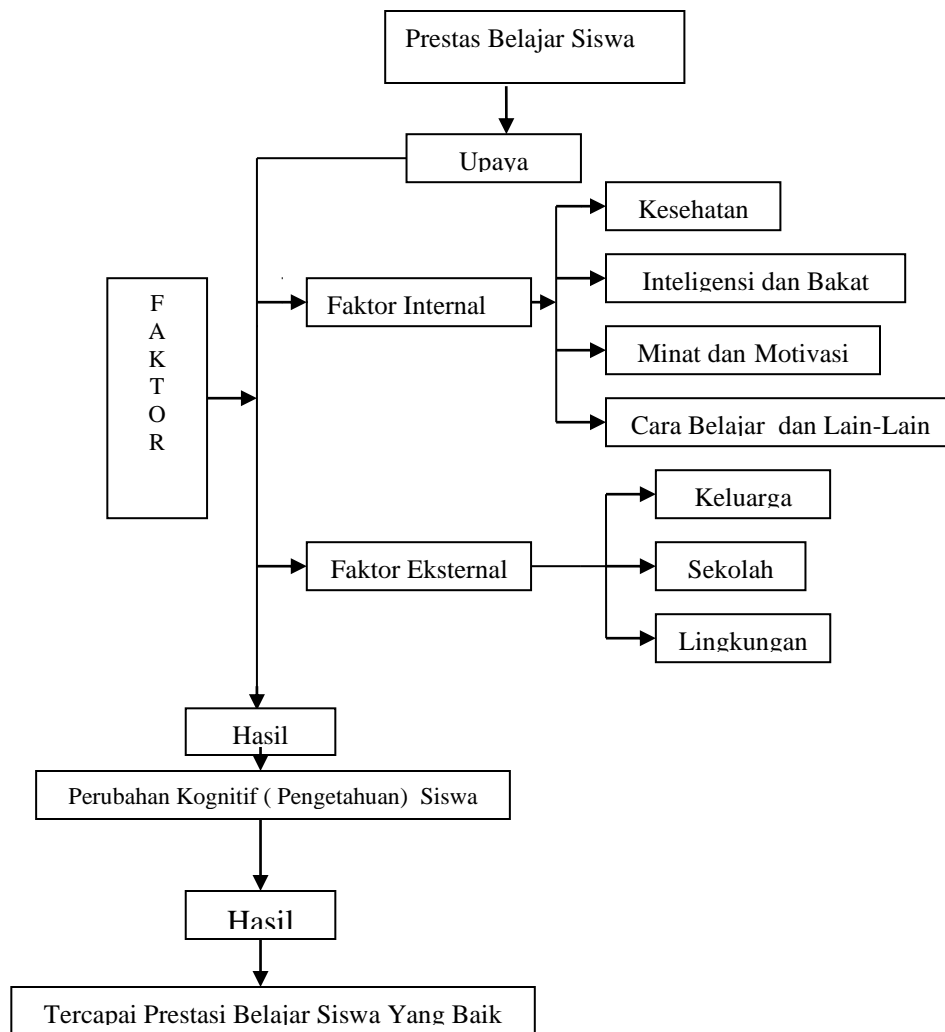 Prestas Belajar Siswa
Upaya
Kesehatan
F
A
K
T
O
R
Faktor Internal
Inteligensi dan Bakat
Minat dan Motivasi
Cara Belajar  dan Lain-Lain
Keluarga
Faktor Eksternal
Sekolah
Lingkungan
Hasil
Perubahan Kognitif ( Pengetahuan)  Siswa
Hasil
Tercapai Prestasi Belajar Siswa Yang Baik